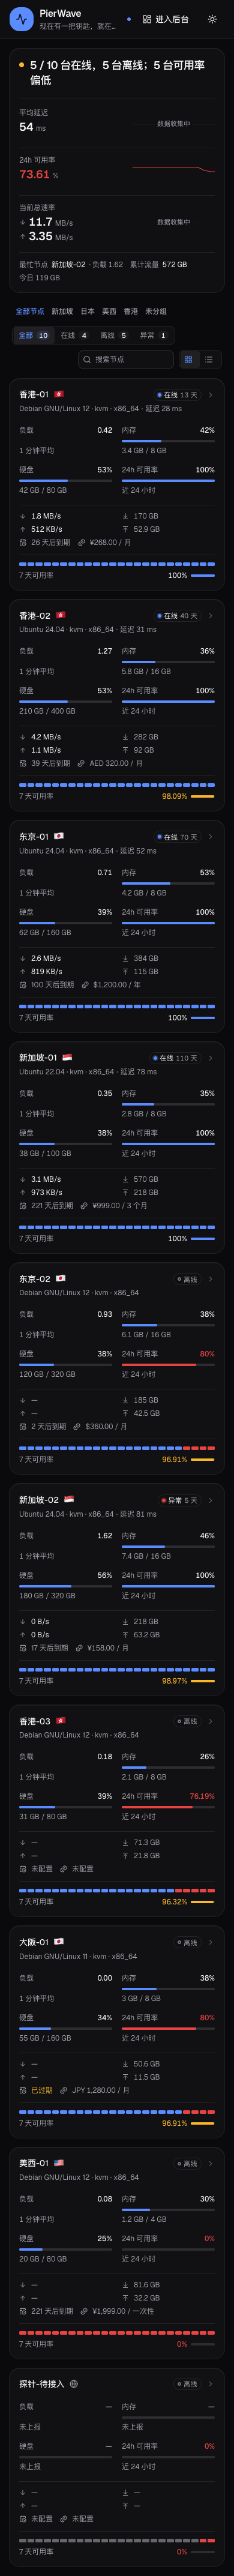 PierWave
现在有一把钥匙，就在…
进入后台
5 / 10 台在线，5 台离线；5 台可用率偏低
平均延迟
54 ms
数据收集中
24h 可用率
73.61 %
当前总速率
11.7 MB/s
3.35 MB/s
数据收集中
最忙节点 新加坡-02 · 负载 1.62 累计流量 572 GB
今日 119 GB
全部节点 新加坡 日本 美西 香港 未分组
全部 10 在线 4 离线 5 异常 1
搜索节点
香港-01 在线 13 天
Debian GNU/Linux 12 · kvm · x86_64 · 延迟 28 ms
负载 0.42 内存 42%
1 分钟平均 3.4 GB / 8 GB
硬盘 53% 24h 可用率 100%
42 GB / 80 GB 近 24 小时
1.8 MB/s 170 GB
512 KB/s 52.9 GB
26 天后到期 ¥268.00 / 月
7 天可用率 100%
香港-02 在线 40 天
Ubuntu 24.04 · kvm · x86_64 · 延迟 31 ms
负载 1.27 内存 36%
1 分钟平均 5.8 GB / 16 GB
硬盘 53% 24h 可用率 100%
210 GB / 400 GB 近 24 小时
4.2 MB/s 282 GB
1.1 MB/s 92 GB
39 天后到期 AED 320.00 / 月
7 天可用率 98.09%
东京-01 在线 70 天
Ubuntu 24.04 · kvm · x86_64 · 延迟 52 ms
负载 0.71 内存 53%
1 分钟平均 4.2 GB / 8 GB
硬盘 39% 24h 可用率 100%
62 GB / 160 GB 近 24 小时
2.6 MB/s 384 GB
819 KB/s 115 GB
100 天后到期 $1,200.00 / 年
7 天可用率 100%
新加坡-01 在线 110 天
Ubuntu 22.04 · kvm · x86_64 · 延迟 78 ms
负载 0.35 内存 35%
1 分钟平均 2.8 GB / 8 GB
硬盘 38% 24h 可用率 100%
38 GB / 100 GB 近 24 小时
3.1 MB/s 570 GB
973 KB/s 218 GB
221 天后到期 ¥999.00 / 3 个月
7 天可用率 100%
东京-02 离线
Debian GNU/Linux 12 · kvm · x86_64
负载 0.93 内存 38%
1 分钟平均 6.1 GB / 16 GB
硬盘 38% 24h 可用率 80%
120 GB / 320 GB 近 24 小时
— 185 GB
— 42.5 GB
2 天后到期 $360.00 / 月
7 天可用率 96.91%
新加坡-02 异常 5 天
Ubuntu 24.04 · kvm · x86_64 · 延迟 81 ms
负载 1.62 内存 46%
1 分钟平均 7.4 GB / 16 GB
硬盘 56% 24h 可用率 100%
180 GB / 320 GB 近 24 小时
0 B/s 218 GB
0 B/s 63.2 GB
17 天后到期 ¥158.00 / 月
7 天可用率 98.97%
香港-03 离线
Debian GNU/Linux 12 · kvm · x86_64
负载 0.18 内存 26%
1 分钟平均 2.1 GB / 8 GB
硬盘 39% 24h 可用率 76.19%
31 GB / 80 GB 近 24 小时
— 71.3 GB
— 21.8 GB
未配置 未配置
7 天可用率 96.32%
大阪-01 离线
Debian GNU/Linux 11 · kvm · x86_64
负载 0.00 内存 38%
1 分钟平均 3 GB / 8 GB
硬盘 34% 24h 可用率 80%
55 GB / 160 GB 近 24 小时
— 50.6 GB
— 11.5 GB
已过期 JPY 1,280.00 / 月
7 天可用率 96.91%
美西-01 离线
Debian GNU/Linux 12 · kvm · x86_64
负载 0.08 内存 30%
1 分钟平均 1.2 GB / 4 GB
硬盘 25% 24h 可用率 0%
20 GB / 80 GB 近 24 小时
— 81.6 GB
— 32.2 GB
221 天后到期 ¥1,999.00 / 一次性
7 天可用率 0%
探针-待接入 离线
负载 — 内存 —
未上报 未上报
硬盘 — 24h 可用率 0%
未上报 近 24 小时
— —
— —
未配置 未配置
7 天可用率 0%